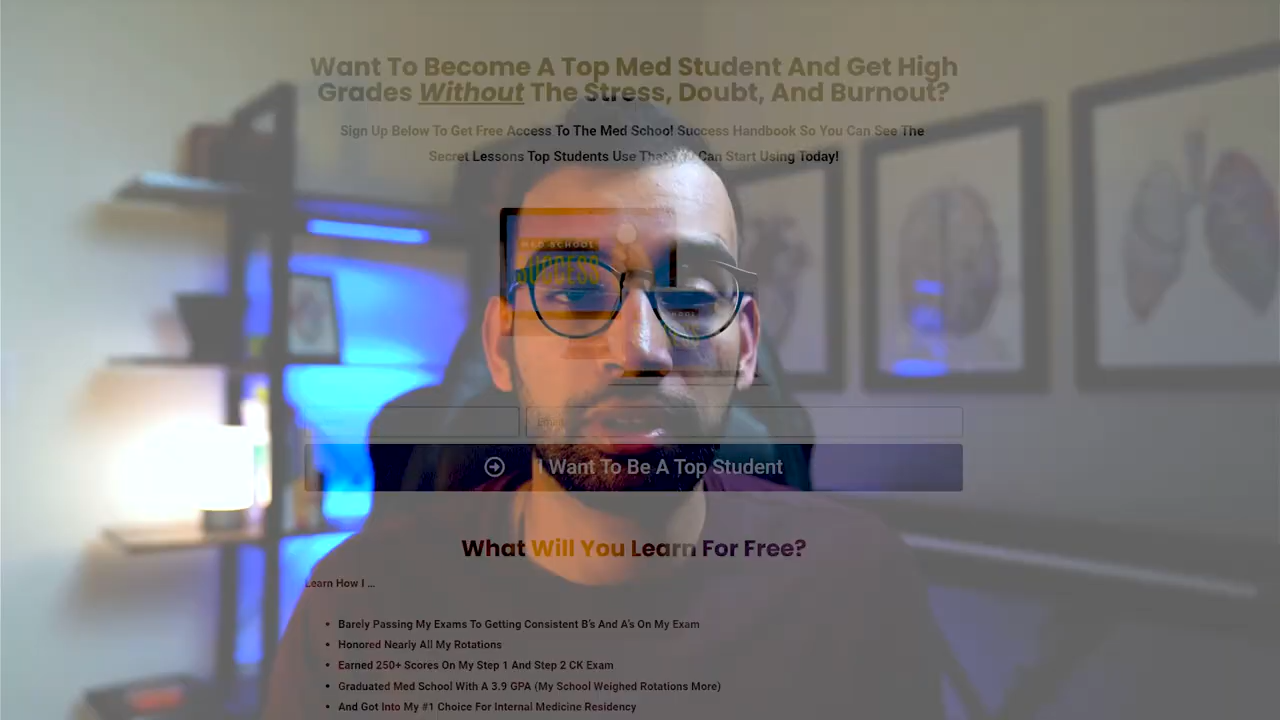 Want To Become A Top Med Student And Get High
Grades Without The Stress, Doubt, And Burnout?
Sign Up Below To Get Free Access To The Med School Success Handbook So You Can See The
Secret Lessons Top Students Use That You Can Start Using Today!
MED SCHOOL
SUCCESS
Email
I Want To Be A Top Student
What Will You Learn For Free?
Learn How I ...
• Barely Passing My Exams To Getting Consistent B's And A's On My Exam
• Honored Nearly All My Rotations
• Earned 250+ Scores On My Step 1 And Step 2 CK Exam
• Graduated Med School With A 3.9 GPA (My School Weighed Rotations More)
• And Got Into My #1 Choice For Internal Medicine Residency